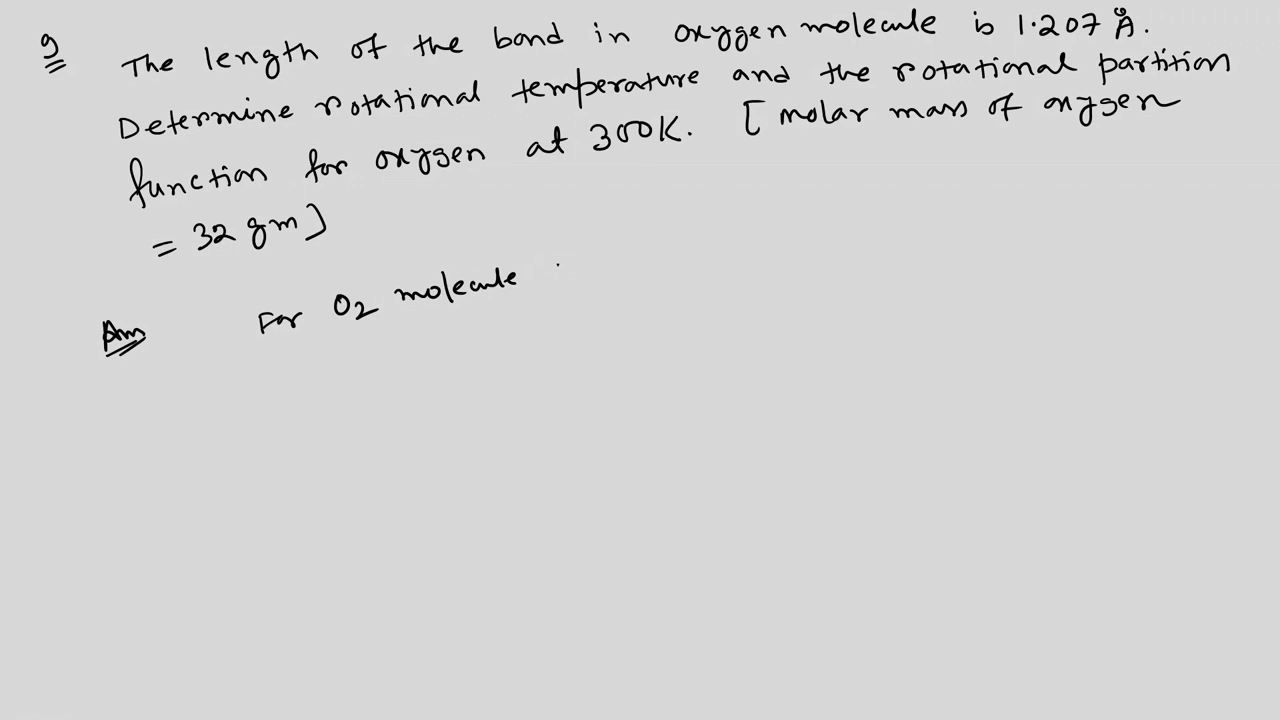 9 The length of the bond in oxygen molecule is 1.207 Å.
Determine rotational temperature and the rotational partition
function for oxygen at 300K. [molar mass of oxygen
= 32 gm]
Ans For O2 molecule